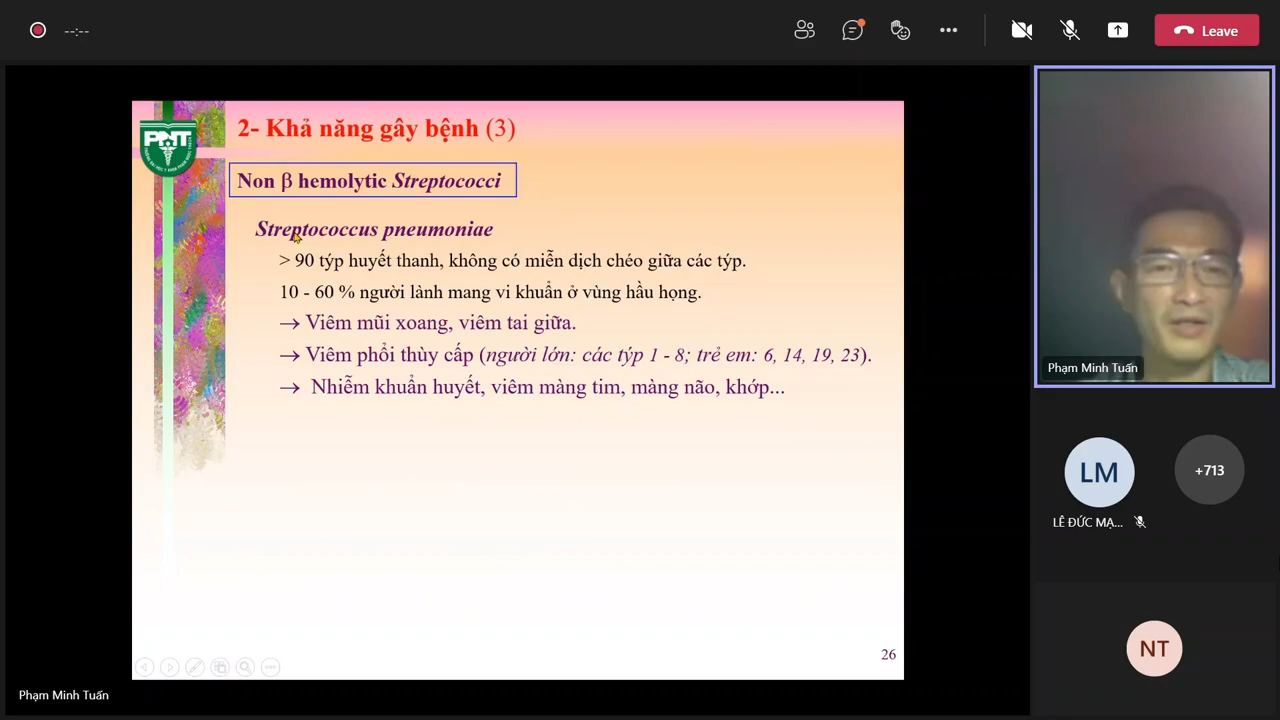 --:--
Leave
PNT
2- Khả năng gây bệnh (3)
Non β hemolytic Streptococci
Streptococcus pneumoniae
> 90 týp huyết thanh, không có miễn dịch chéo giữa các týp.
10 - 60 % người lành mang vi khuẩn ở vùng hầu họng.
→ Viêm mũi xoang, viêm tai giữa.
→ Viêm phổi thùy cấp (người lớn: các týp 1 - 8; trẻ em: 6, 14, 19, 23).
→ Nhiễm khuẩn huyết, viêm màng tim, màng não, khớp...
26
Phạm Minh Tuấn
Phạm Minh Tuấn
LM
+713
LÊ ĐỨC MẠ...
NT